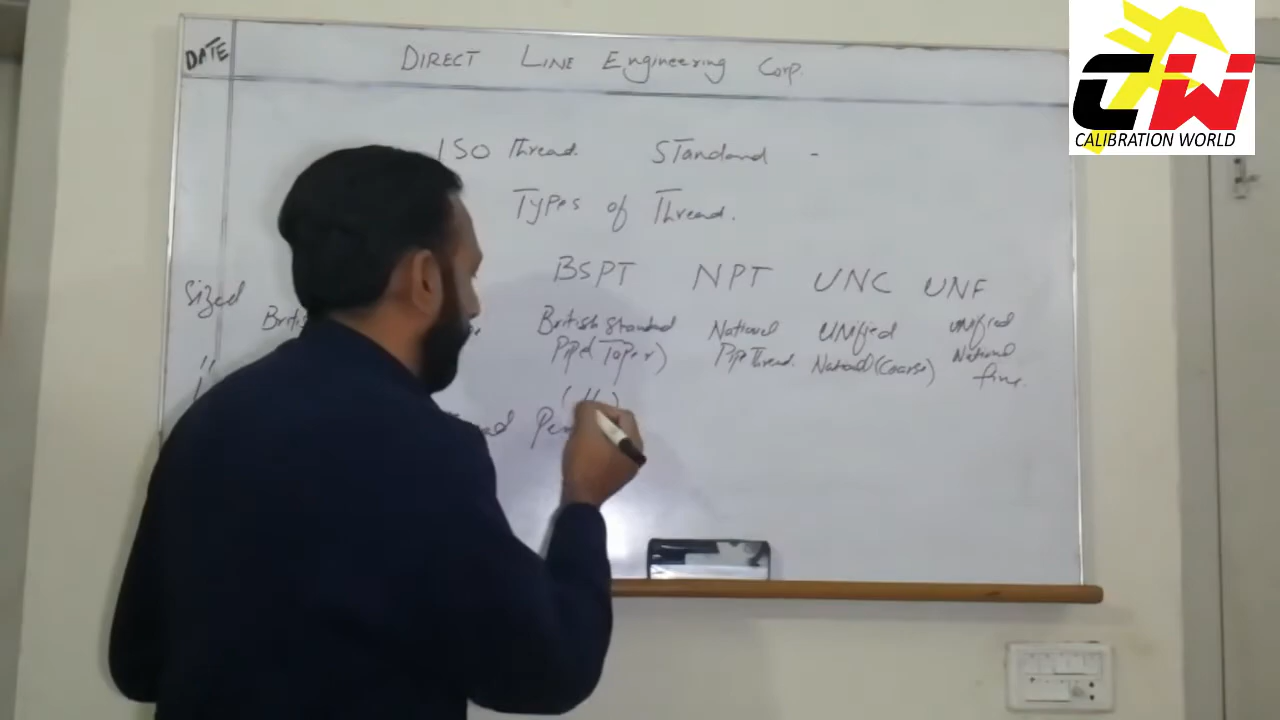 DATE
DIRECT LINE Engineering Corp.
CW
CALIBRATION WORLD
ISO Thread. Standard -
Types of Thread.
Sized BSPT NPT UNC UNF
British Standard National UNified UNified
Pipe (Taper) Pipe Thread. National (Coarse) National
fine.